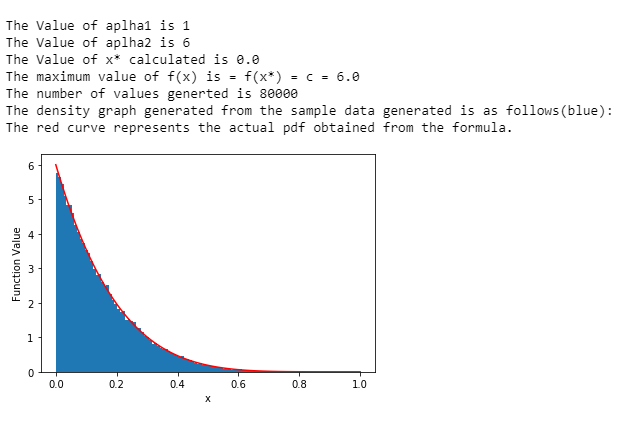 The Value of aplha1 is 1
The Value of aplha2 is 6
The Value of x* calculated is 0.0
The maximum value of f(x) is = f(x*) = c = 6.0
The number of values generted is 80000
The density graph generated from the sample data generated is as follows(blue):
The red curve represents the actual pdf obtained from the formula.
6
5
4
3
2
1
0
Function Value
0.0 0.2 0.4 0.6 0.8 1.0
x